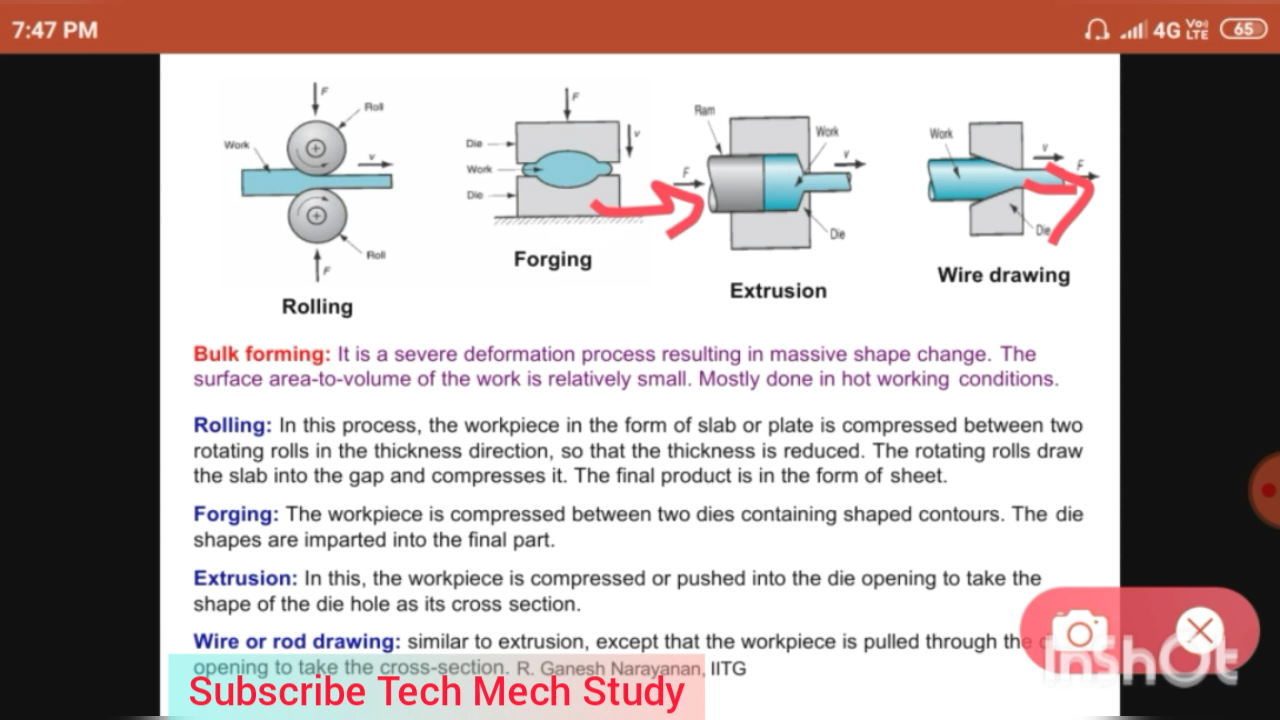 7:47 PM
4G Vo) LTE 65
F
Roll
Work
v
Roll
F
Rolling
F
Die
v
Work
Die
Forging
Ram
Work
v
F
Die
Extrusion
Work
v
F
Die
Wire drawing
Bulk forming: It is a severe deformation process resulting in massive shape change. The
surface area-to-volume of the work is relatively small. Mostly done in hot working conditions.
Rolling: In this process, the workpiece in the form of slab or plate is compressed between two
rotating rolls in the thickness direction, so that the thickness is reduced. The rotating rolls draw
the slab into the gap and compresses it. The final product is in the form of sheet.
Forging: The workpiece is compressed between two dies containing shaped contours. The die
shapes are imparted into the final part.
Extrusion: In this, the workpiece is compressed or pushed into the die opening to take the
shape of the die hole as its cross section.
Wire or rod drawing: similar to extrusion, except that the workpiece is pulled through the
opening to take the cross-section. R. Ganesh Narayanan, IITG
InShOt
Subscribe Tech Mech Study